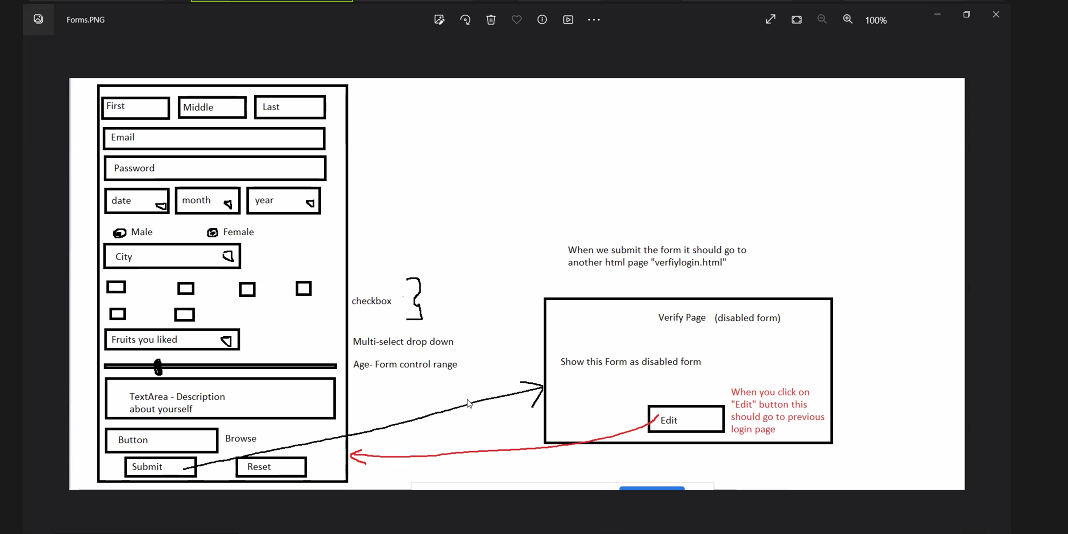 Forms.PNG
100%
First
Middle
Last
Email
Password
date
month
year
Male
Female
City
When we submit the form it should go to
another html page "verfiylogin.html"
checkbox
Verify Page (disabled form)
Fruits you liked
Multi-select drop down
Age- Form control range
Show this Form as disabled form
TextArea - Description
about yourself
When you click on
"Edit" button this
should go to previous
login page
Edit
Button
Browse
Submit
Reset